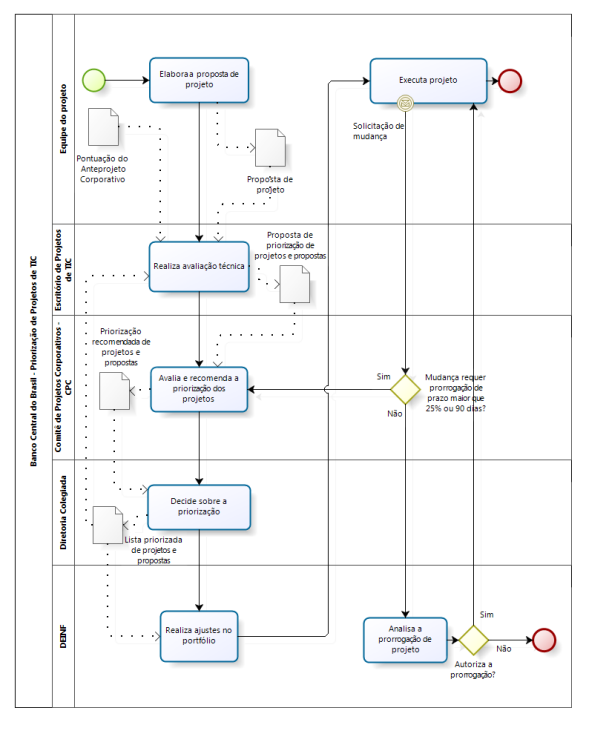 Banco Central do Brasil - Priorização de Projetos de TIC
Equipe do projeto
Elabora a proposta de
projeto
Executa projeto
Solicitação de
mudança
Pontuação do
Anteprojeto
Corporativo
Proposta de
projeto
Escritório de Projetos
de TIC
Realiza avaliação técnica
Proposta de
priorização de
projetos e propostas
Comitê de Projetos Corporativos -
CPC
Priorização
recomendada de
projetos e
propostas
Avalia e recomenda a
priorização dos
projetos
Sim
Não
Mudança requer
prorrogação de
prazo maior que
25% ou 90 dias?
Diretoria Colegiada
Decide sobre a
priorização
Lista priorizada
de projetos e
propostas
DEINF
Realiza ajustes no
portfólio
Analisa a
prorrogação de
projeto
Sim
Não
Autoriza a
prorrogação?